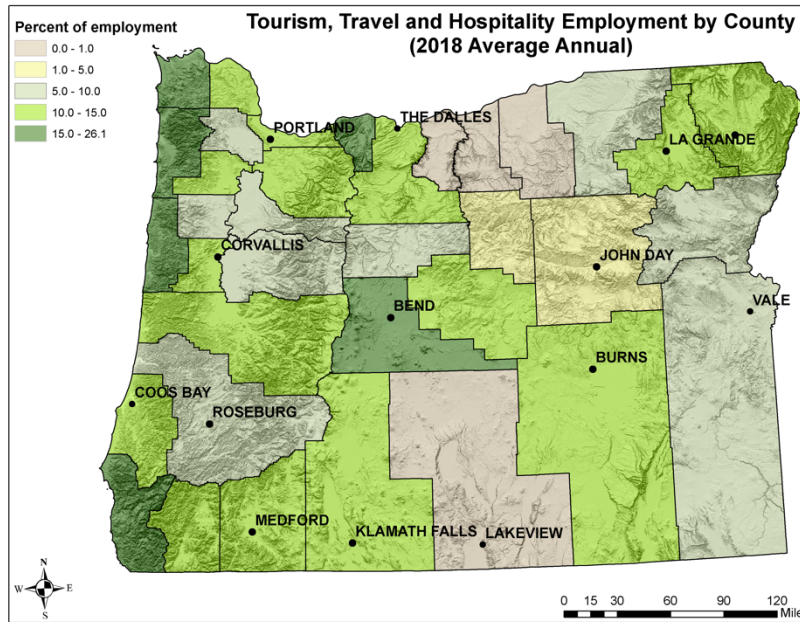 Tourism, Travel and Hospitality Employment by County
(2018 Average Annual)
Percent of employment
0.0 - 1.0
1.0 - 5.0
5.0 - 10.0
10.0 - 15.0
15.0 - 26.1
THE DALLES
PORTLAND
LA GRANDE
CORVALLIS
JOHN DAY
BEND
VALE
BURNS
COOS BAY
ROSEBURG
MEDFORD
KLAMATH FALLS
LAKEVIEW
N
W
E
S
0 15 30 60 90 120
Mile